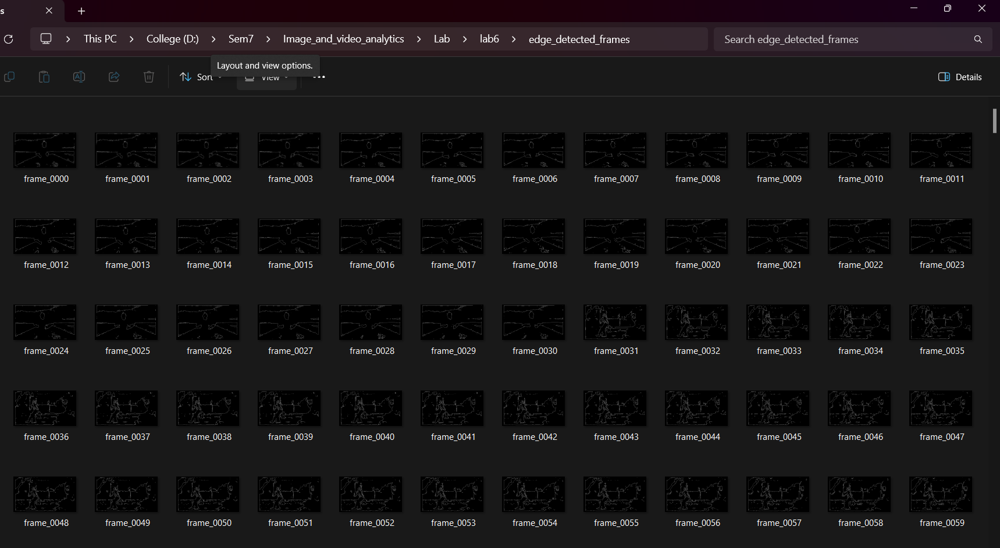 s
This PC > College (D:) > Sem7 > Image_and_video_analytics > Lab > lab6 > edge_detected_frames
Search edge_detected_frames
Layout and view options.
Sort
View
Details
frame_0000 frame_0001 frame_0002 frame_0003 frame_0004 frame_0005 frame_0006 frame_0007 frame_0008 frame_0009 frame_0010 frame_0011
frame_0012 frame_0013 frame_0014 frame_0015 frame_0016 frame_0017 frame_0018 frame_0019 frame_0020 frame_0021 frame_0022 frame_0023
frame_0024 frame_0025 frame_0026 frame_0027 frame_0028 frame_0029 frame_0030 frame_0031 frame_0032 frame_0033 frame_0034 frame_0035
frame_0036 frame_0037 frame_0038 frame_0039 frame_0040 frame_0041 frame_0042 frame_0043 frame_0044 frame_0045 frame_0046 frame_0047
frame_0048 frame_0049 frame_0050 frame_0051 frame_0052 frame_0053 frame_0054 frame_0055 frame_0056 frame_0057 frame_0058 frame_0059